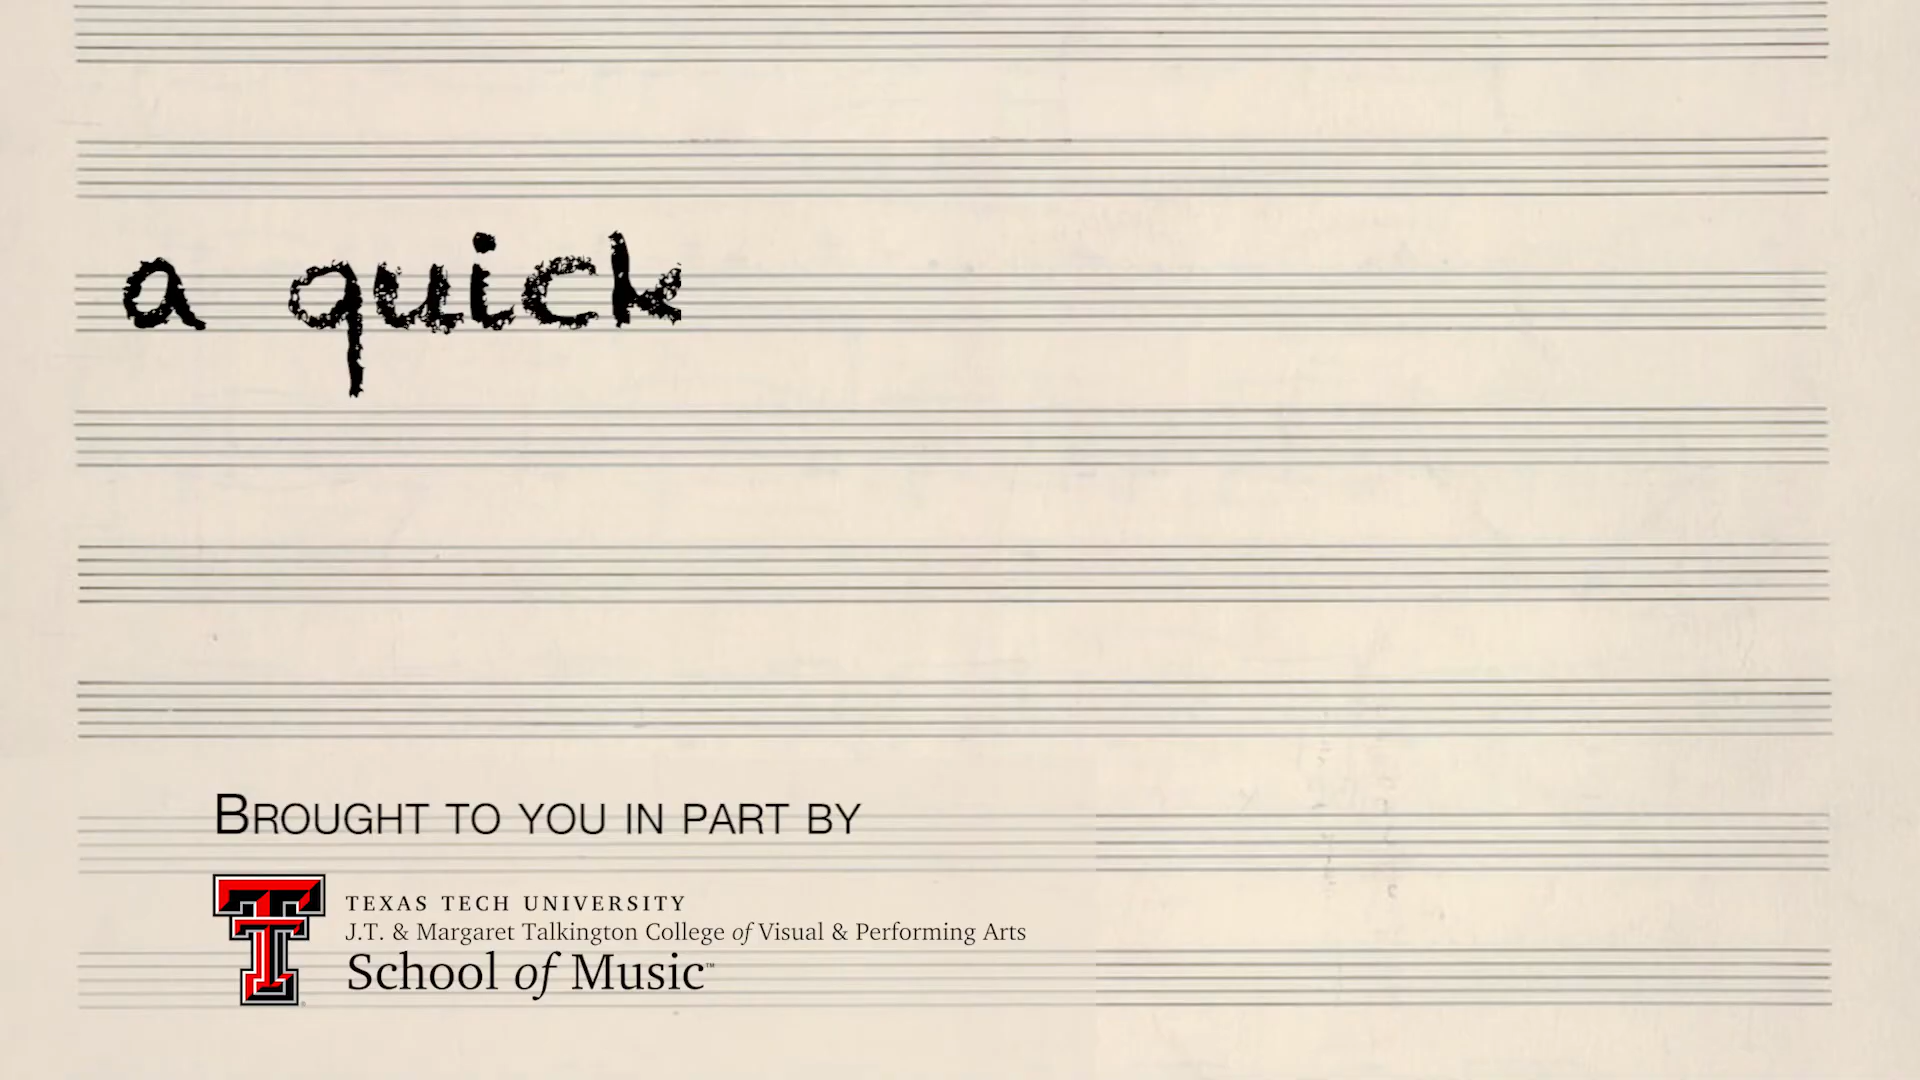 a quick
BROUGHT TO YOU IN PART BY
TEXAS TECH UNIVERSITY
J.T. & Margaret Talkington College of Visual & Performing Arts
School of Music™